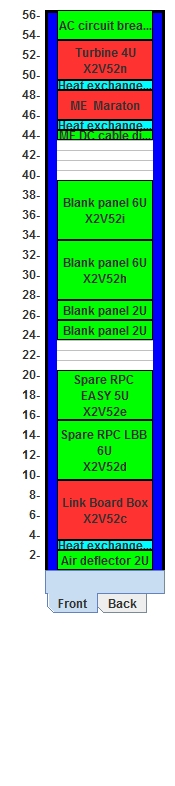 56-
AC circuit brea...
54-
52-
Turbine 4U
X2V52n
50-
Heat exchange...
48-
ME  Maraton
46-
Heat exchange...
44-
ME DC cable di...
42-
40-
38-
36-
Blank panel 6U
X2V52i
34-
32-
30-
Blank panel 6U
X2V52h
28-
Blank panel 2U
26-
Blank panel 2U
24-
22-
20-
18-
16-
Spare RPC
EASY 5U
X2V52e
14-
12-
10-
Spare RPC LBB
6U
X2V52d
8-
6-
Link Board Box
X2V52c
4-
Heat exchange...
2-
Air deflector 2U
Front
Back